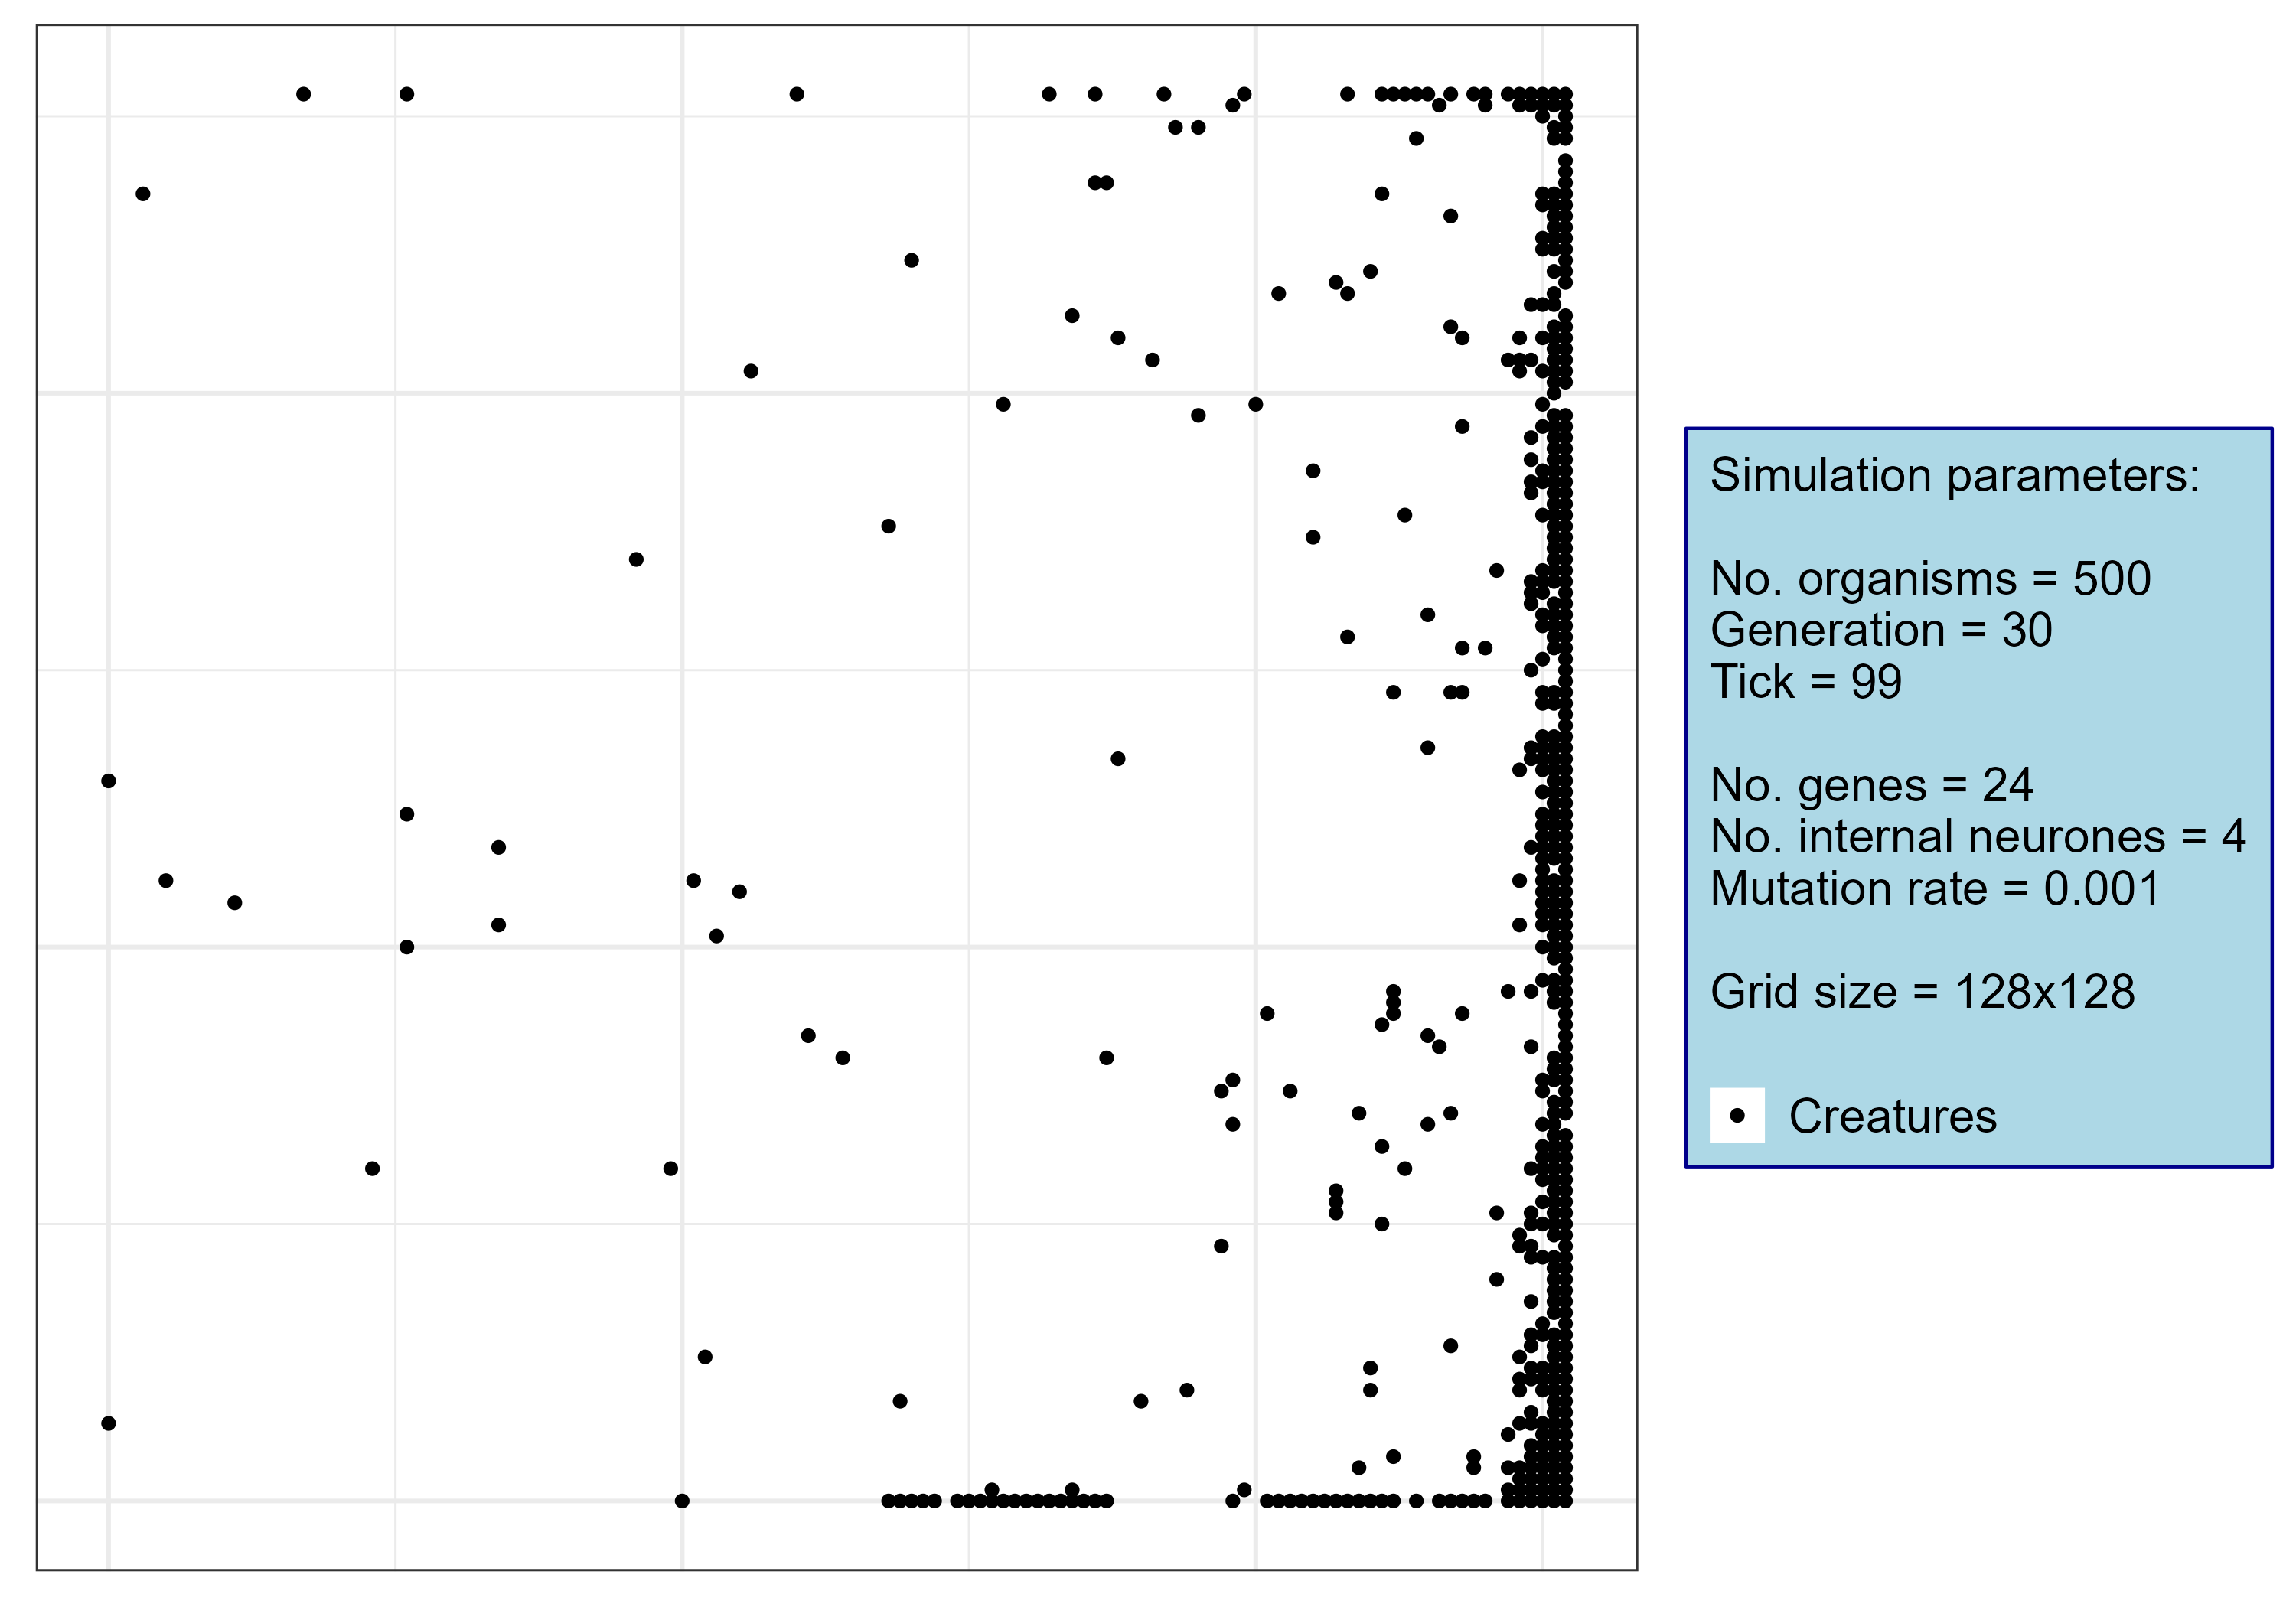 Simulation parameters:
No. organisms = 500
Generation = 30
Tick = 99
No. genes = 24
No. internal neurones = 4
Mutation rate = 0.001
Grid size = 128x128
Creatures